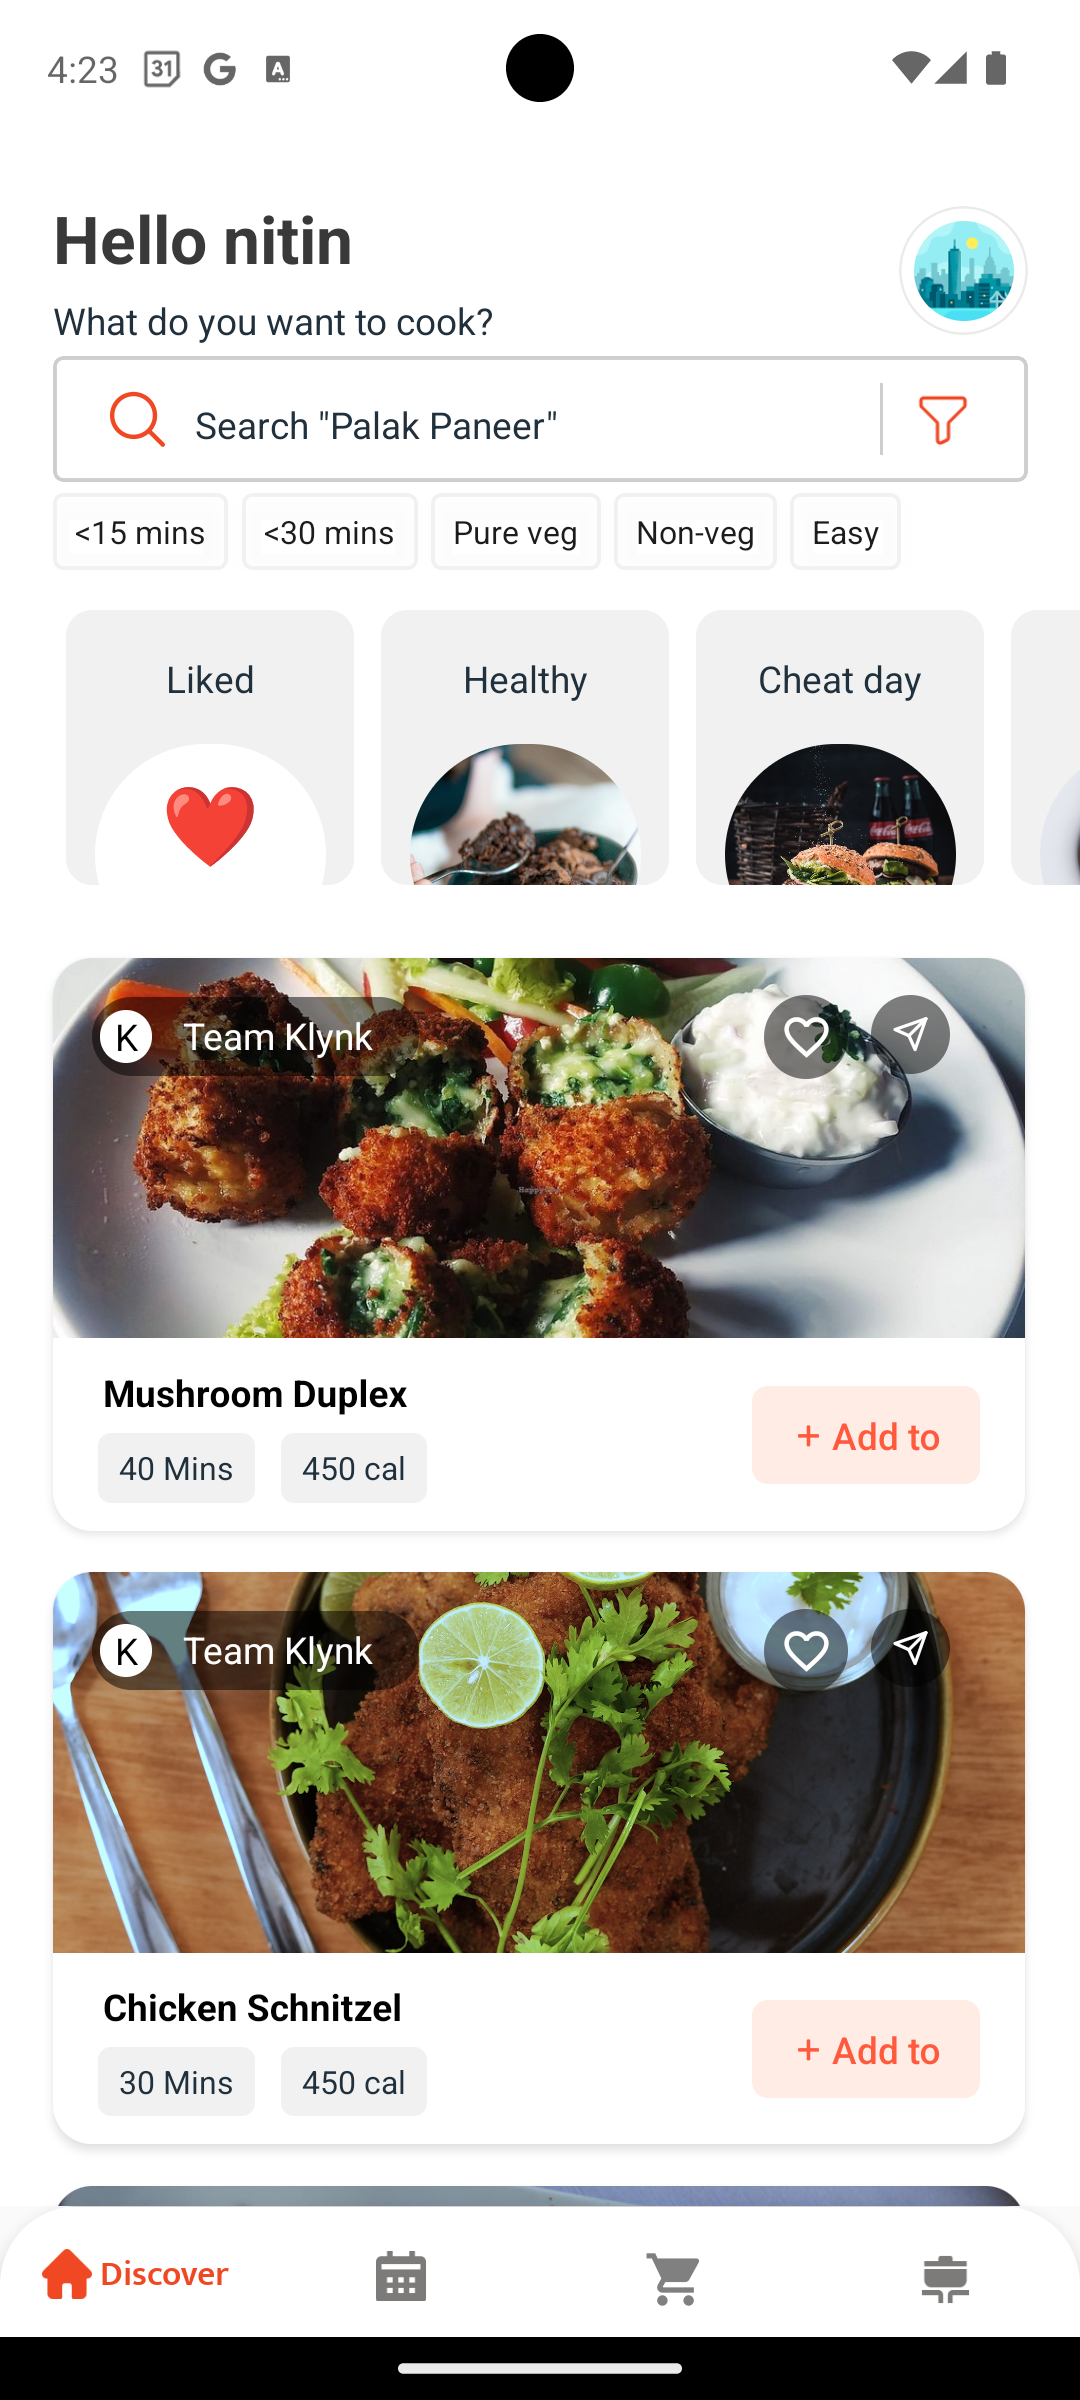 4:23
31
G
A
Hello nitin
What do you want to cook?
Search "Palak Paneer"
<15 mins
<30 mins
Pure veg
Non-veg
Easy
Liked
Healthy
Cheat day
K Team Klynk
Mushroom Duplex
40 Mins
450 cal
+ Add to
K Team Klynk
Chicken Schnitzel
30 Mins
450 cal
+ Add to
Discover